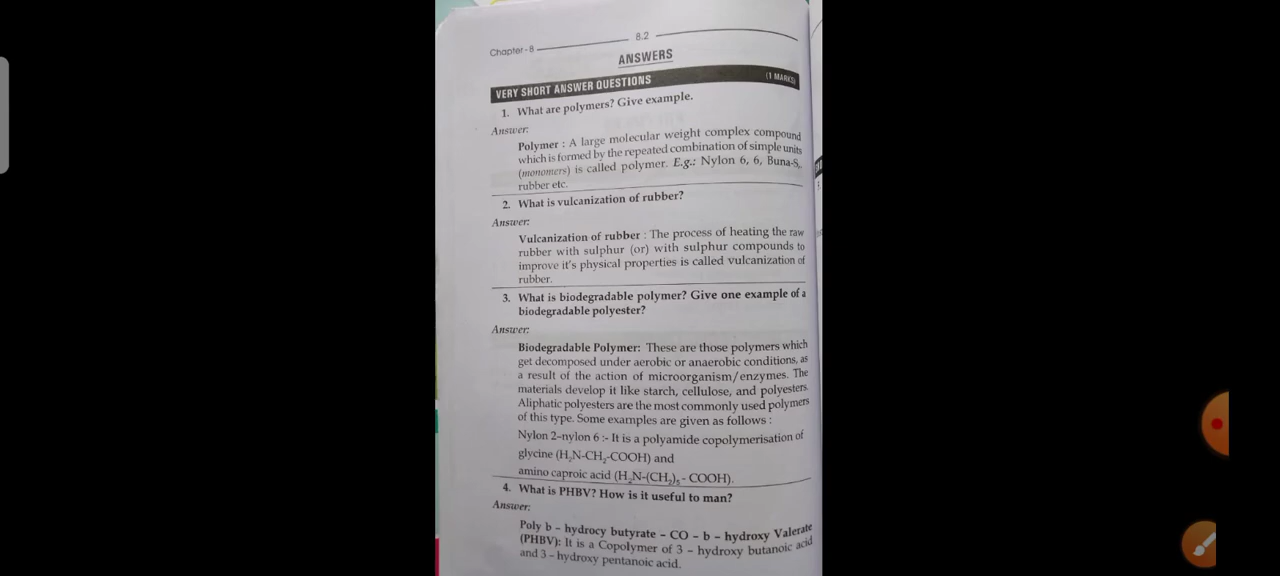 Chapter - 8
8.2
ANSWERS
VERY SHORT ANSWER QUESTIONS (1 MARKS)
1. What are polymers? Give example.
Answer:
Polymer : A large molecular weight complex compound
which is formed by the repeated combination of simple units
(monomers) is called polymer. E.g.: Nylon 6, 6, Buna-S,
rubber etc.
2. What is vulcanization of rubber?
Answer:
Vulcanization of rubber : The process of heating the raw
rubber with sulphur (or) with sulphur compounds to
improve it's physical properties is called vulcanization of
rubber.
3. What is biodegradable polymer? Give one example of a
biodegradable polyester?
Answer:
Biodegradable Polymer: These are those polymers which
get decomposed under aerobic or anaerobic conditions, as
a result of the action of microorganism/enzymes. The
materials develop it like starch, cellulose, and polyesters.
Aliphatic polyesters are the most commonly used polymers
of this type. Some examples are given as follows :
Nylon 2–nylon 6 :- It is a polyamide copolymerisation of
glycine (H₂N-CH₂-COOH) and
amino caproic acid (H₂N-(CH₂)₅ - COOH).
4. What is PHBV? How is it useful to man?
Answer:
Poly b – hydrocy butyrate – CO – b – hydroxy Valerate
(PHBV): It is a Copolymer of 3 – hydroxy butanoic acid
and 3 – hydroxy pentanoic acid.